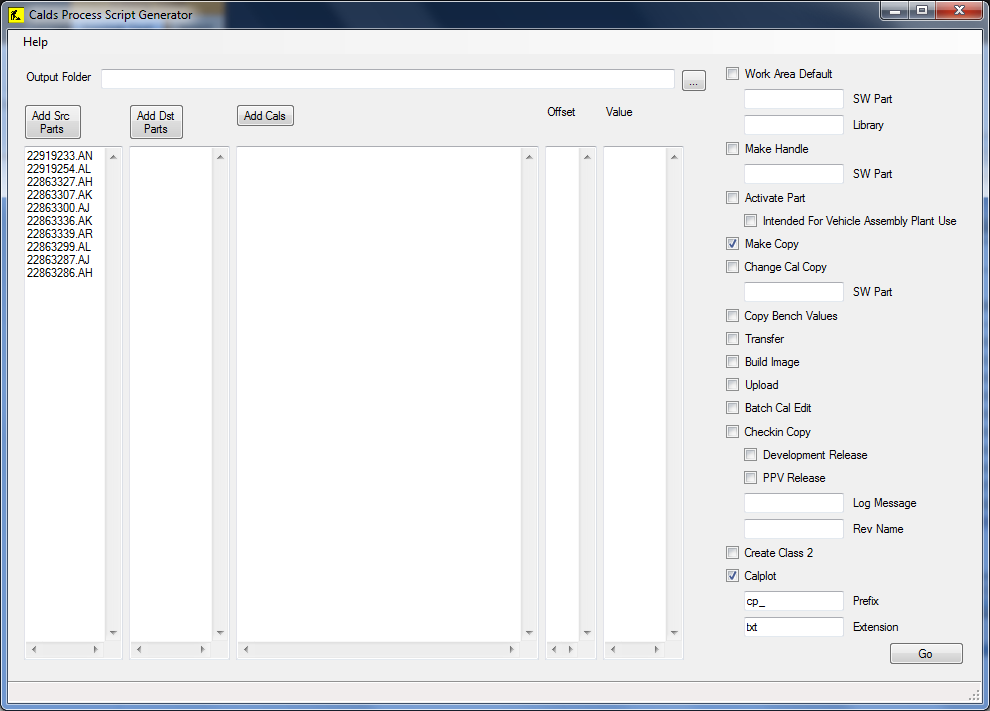 Calds Process Script Generator
Help
Output Folder
...
Add Src
Parts
Add Dst
Parts
Add Cals
Offset
Value
22919233.AN
22919254.AL
22863327.AH
22863307.AK
22863300.AJ
22863336.AK
22863339.AR
22863299.AL
22863287.AJ
22863286.AH
Work Area Default
SW Part
Library
Make Handle
SW Part
Activate Part
Intended For Vehicle Assembly Plant Use
Make Copy
Change Cal Copy
SW Part
Copy Bench Values
Transfer
Build Image
Upload
Batch Cal Edit
Checkin Copy
Development Release
PPV Release
Log Message
Rev Name
Create Class 2
Calplot
cp_ Prefix
txt Extension
Go